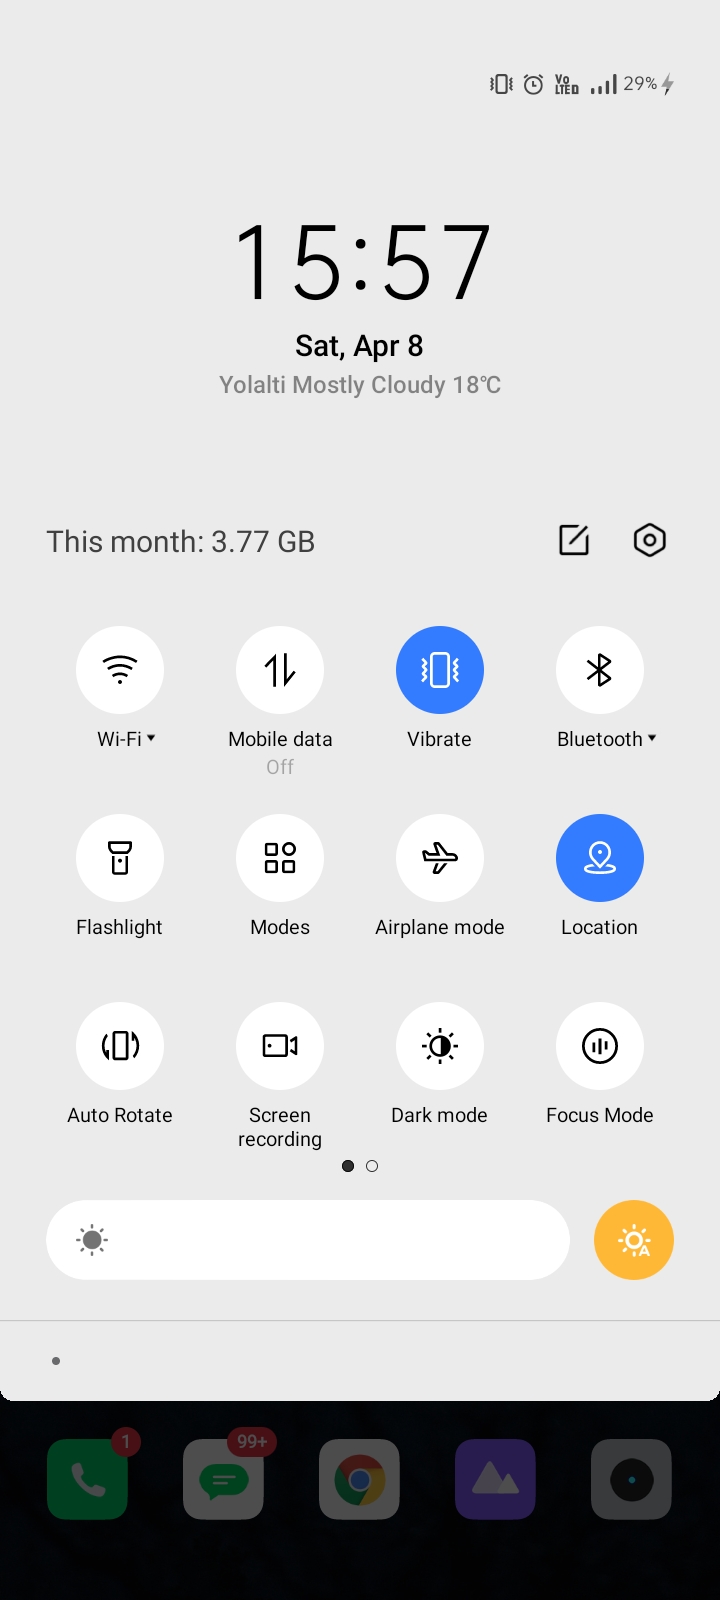 Vo LTE 29%
15:57
Sat, Apr 8
Yolalti Mostly Cloudy 18°C
This month: 3.77 GB
Wi-Fi Mobile data Vibrate Bluetooth
Off
Flashlight Modes Airplane mode Location
Auto Rotate Screen recording Dark mode Focus Mode
A
1 99+